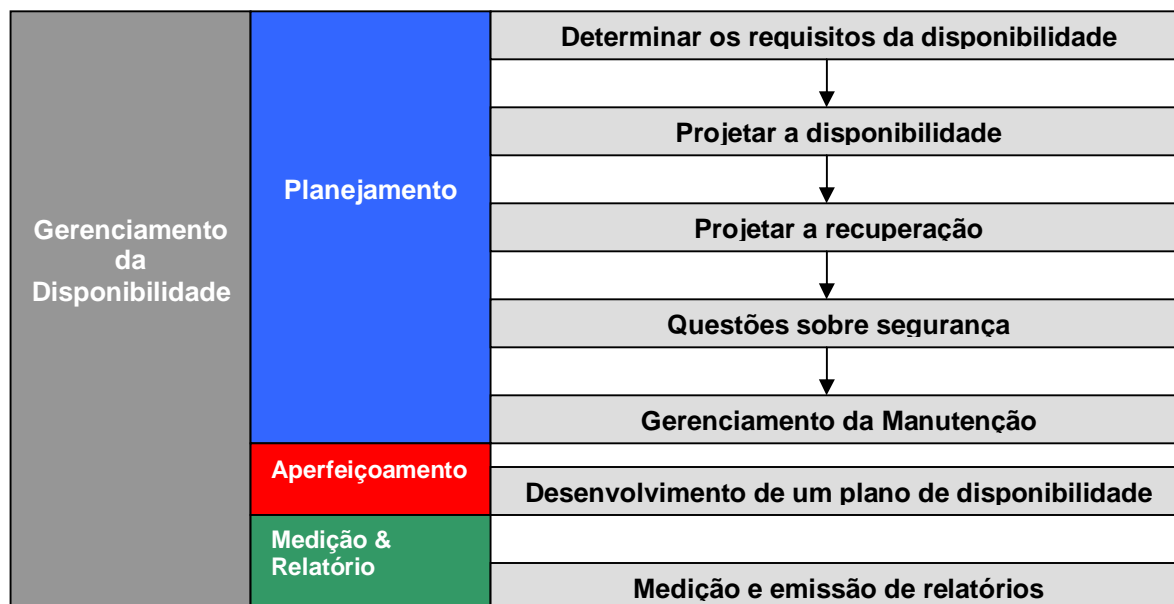 Gerenciamento
da
Disponibilidade
Planejamento
Determinar os requisitos da disponibilidade
Projetar a disponibilidade
Projetar a recuperação
Questões sobre segurança
Gerenciamento da Manutenção
Aperfeiçoamento
Desenvolvimento de um plano de disponibilidade
Medição &
Relatório
Medição e emissão de relatórios